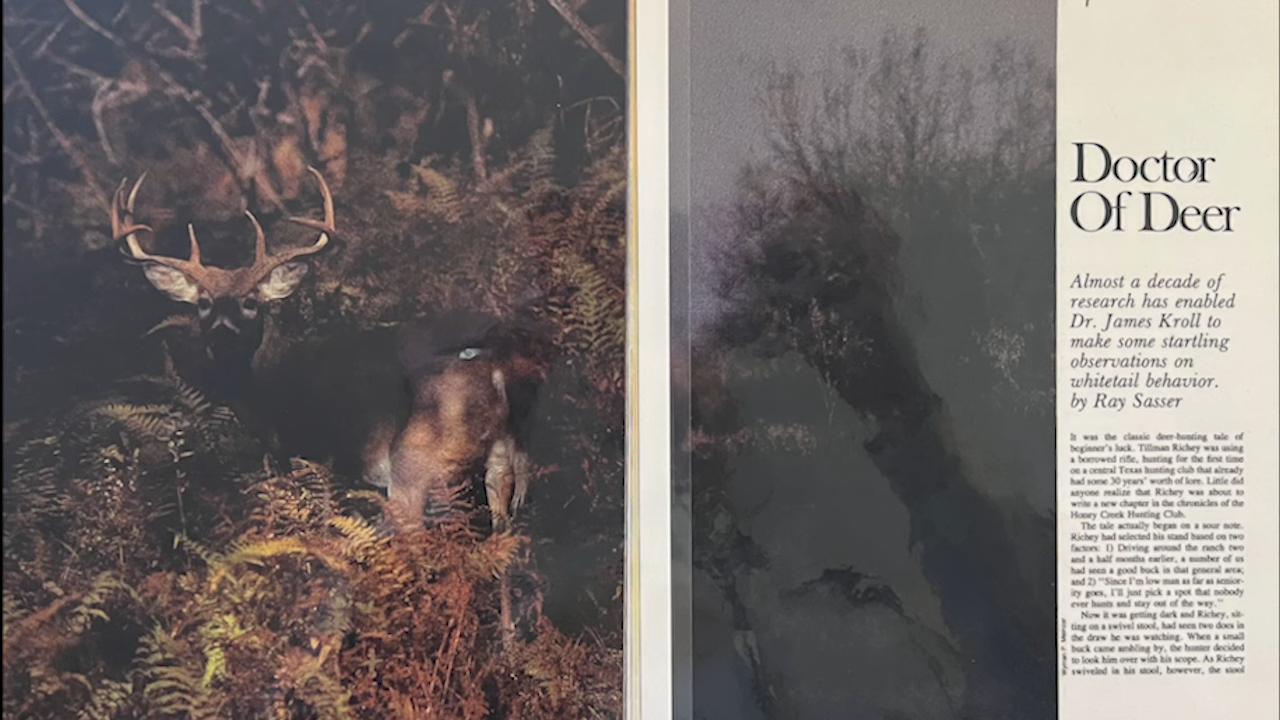 Doctor
Of Deer
Almost a decade of
research has enabled
Dr. James Kroll to
make some startling
observations on
whitetail behavior.
by Ray Sasser
It was the classic deer-hunting tale of
beginner's luck. Tillman Richey was using
a borrowed rifle, hunting for the first time
on a central Texas hunting club that already
had some 30 years' worth of lore. Little did
anyone realize that Richey was about to
write a new chapter in the chronicles of the
Honey Creek Hunting Club.
The tale actually began on a sour note.
Richey had selected his stand based on two
factors: 1) Driving around the ranch two
and a half months earlier, a number of us
had seen a good buck in that general area;
and 2) "Since I'm low man as far as senior-
ity goes, I'll just pick a spot that nobody
ever hunts and stay out of the way."
Now it was getting dark and Richey, sit-
ting on a swivel stool, had seen two does in
the draw he was watching. When a small
buck came ambling by, the hunter decided
to look him over with his scope. As Richey
swiveled in his stool, however, the stool